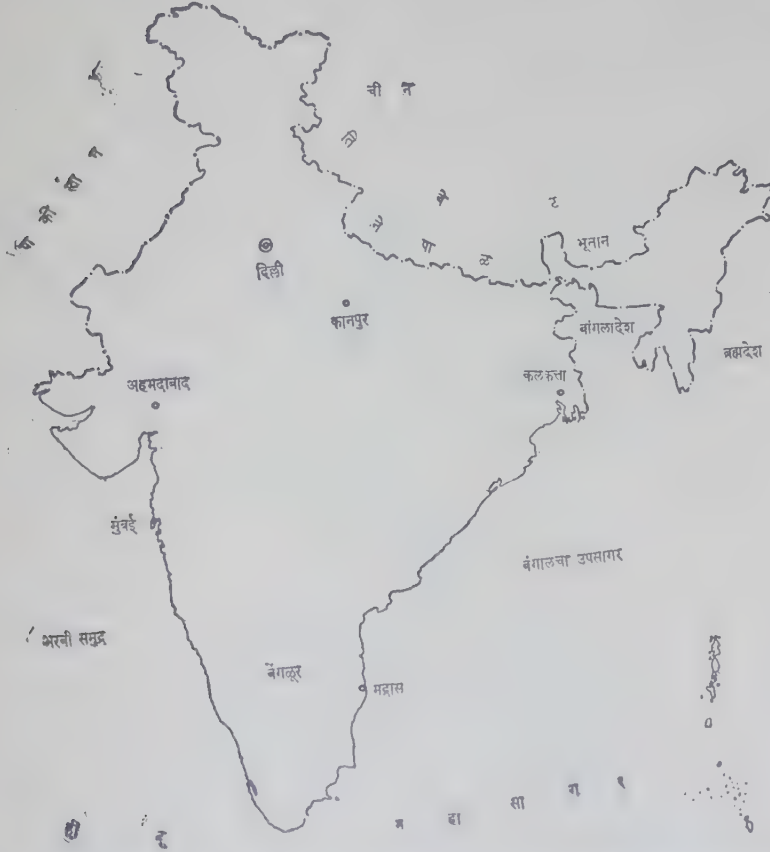 ची न
ति बे ट
पा कि स्ता न
ने पा ळ
भूतान
दिल्ली
कानपुर
बांगलादेश
ब्रह्मदेश
अहमदाबाद
कलकत्ता
मुंबई
बंगालचा उपसागर
अरबी समुद्र
बेंगळूर
मद्रास
हिं दी म हा सा ग र